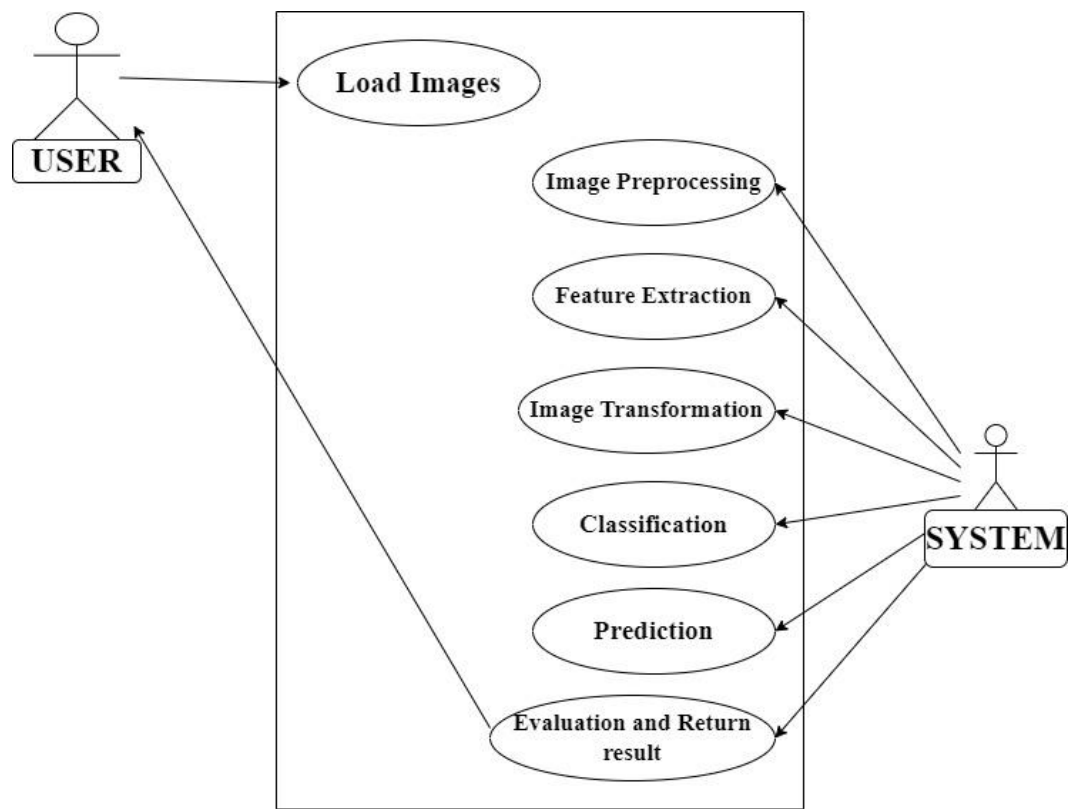 Load Images
USER
Image Preprocessing
Feature Extraction
Image Transformation
Classification
SYSTEM
Prediction
Evaluation and Return
result